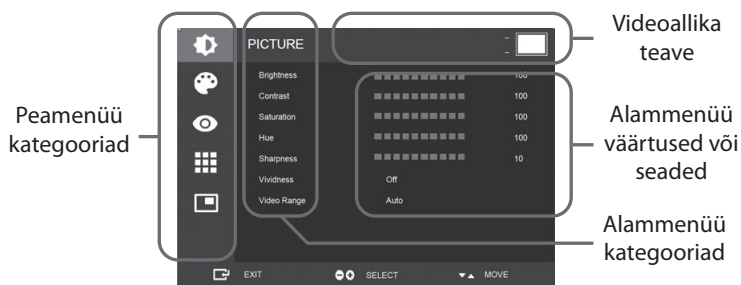 Videoallika
teave
PICTURE
Brightness 100
Contrast 100
Saturation 100
Hue 100
Sharpness 10
Vividness Off
Video Range Auto
EXIT SELECT MOVE
Peamenüü
kategooriad
Alammenüü
väärtused või
seaded
Alammenüü
kategooriad